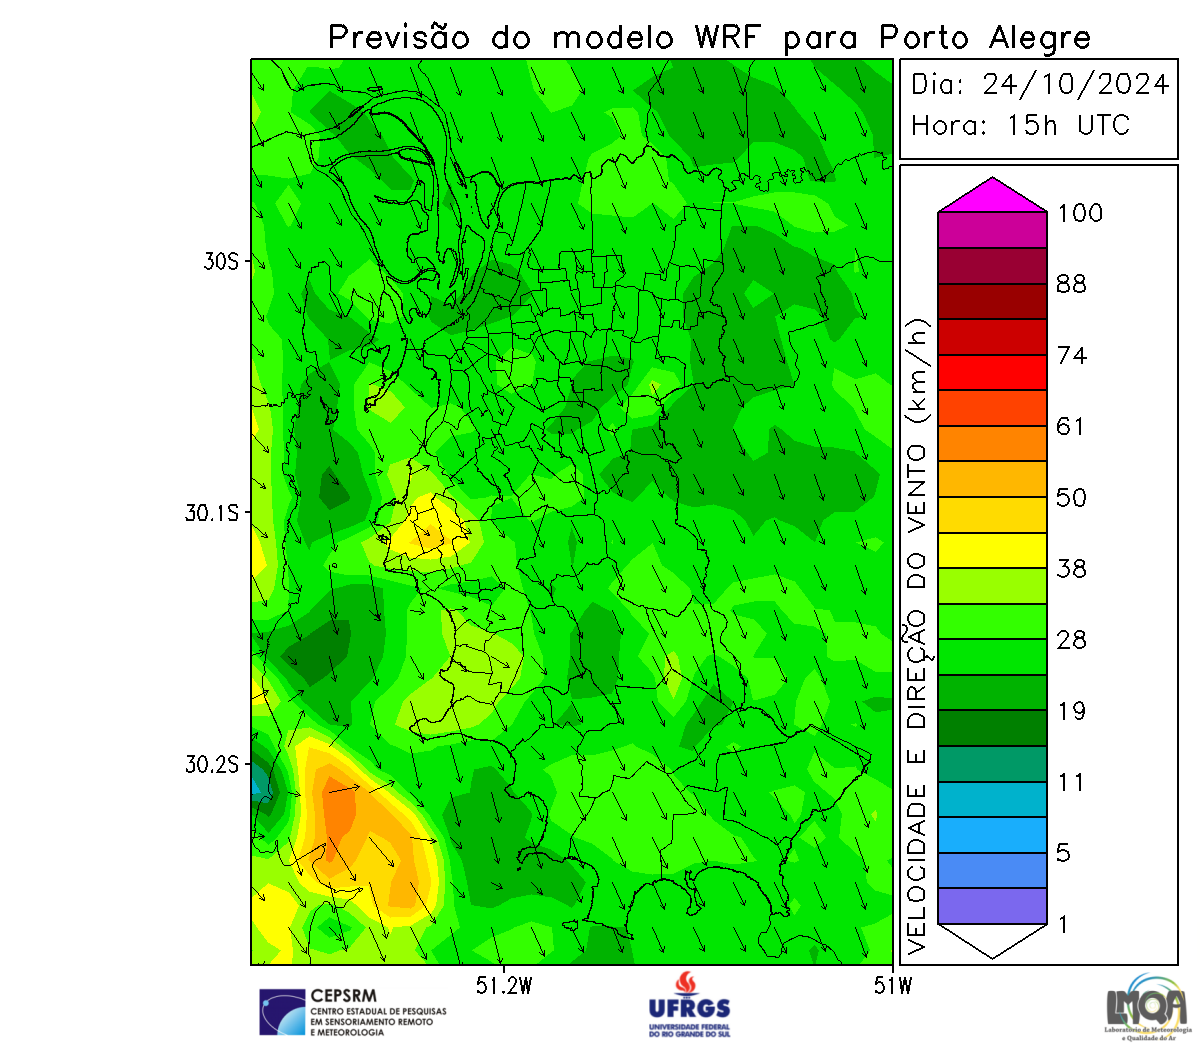 Previsão do modelo WRF para Porto Alegre
Dia: 24/10/2024
Hora: 15h UTC
30S
30.1S
30.2S
51.2W
51W
VELOCIDADE E DIREÇÃO DO VENTO (km/h)
100
88
74
61
50
38
28
19
11
5
1
CEPSRM
CENTRO ESTADUAL DE PESQUISAS
EM SENSORIAMENTO REMOTO
E METEOROLOGIA
UFRGS
UNIVERSIDADE FEDERAL
DO RIO GRANDE DO SUL
LMQA
Laboratório de Meteorologia
e Qualidade do Ar